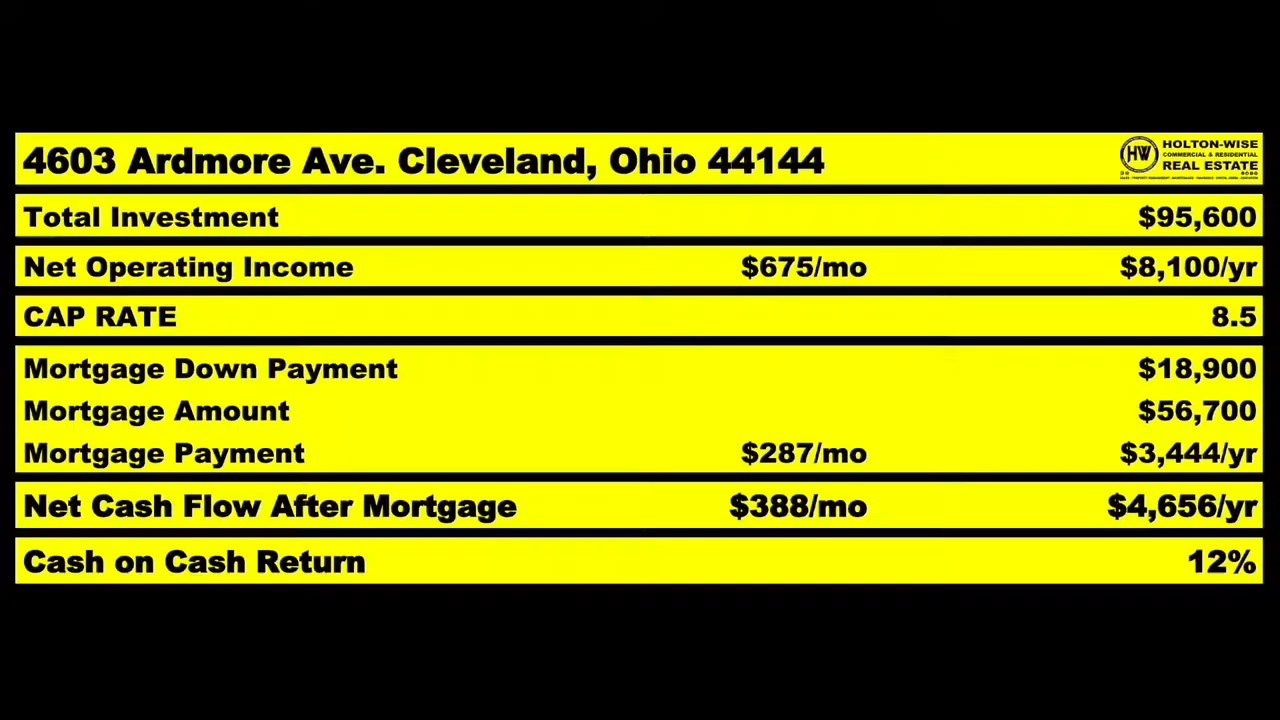 4603 Ardmore Ave. Cleveland, Ohio 44144
HW
HOLTON-WISE
COMMERCIAL & RESIDENTIAL
REAL ESTATE
Total Investment $95,600
Net Operating Income $675/mo $8,100/yr
CAP RATE 8.5
Mortgage Down Payment $18,900
Mortgage Amount $56,700
Mortgage Payment $287/mo $3,444/yr
Net Cash Flow After Mortgage $388/mo $4,656/yr
Cash on Cash Return 12%